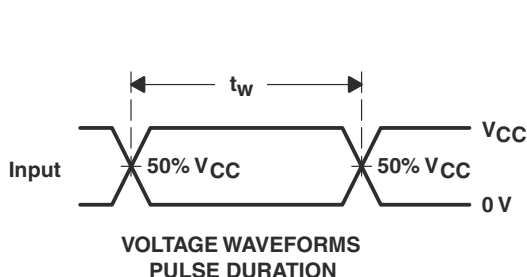 tw
VCC
Input
50% VCC
50% VCC
0 V
VOLTAGE WAVEFORMS
PULSE DURATION